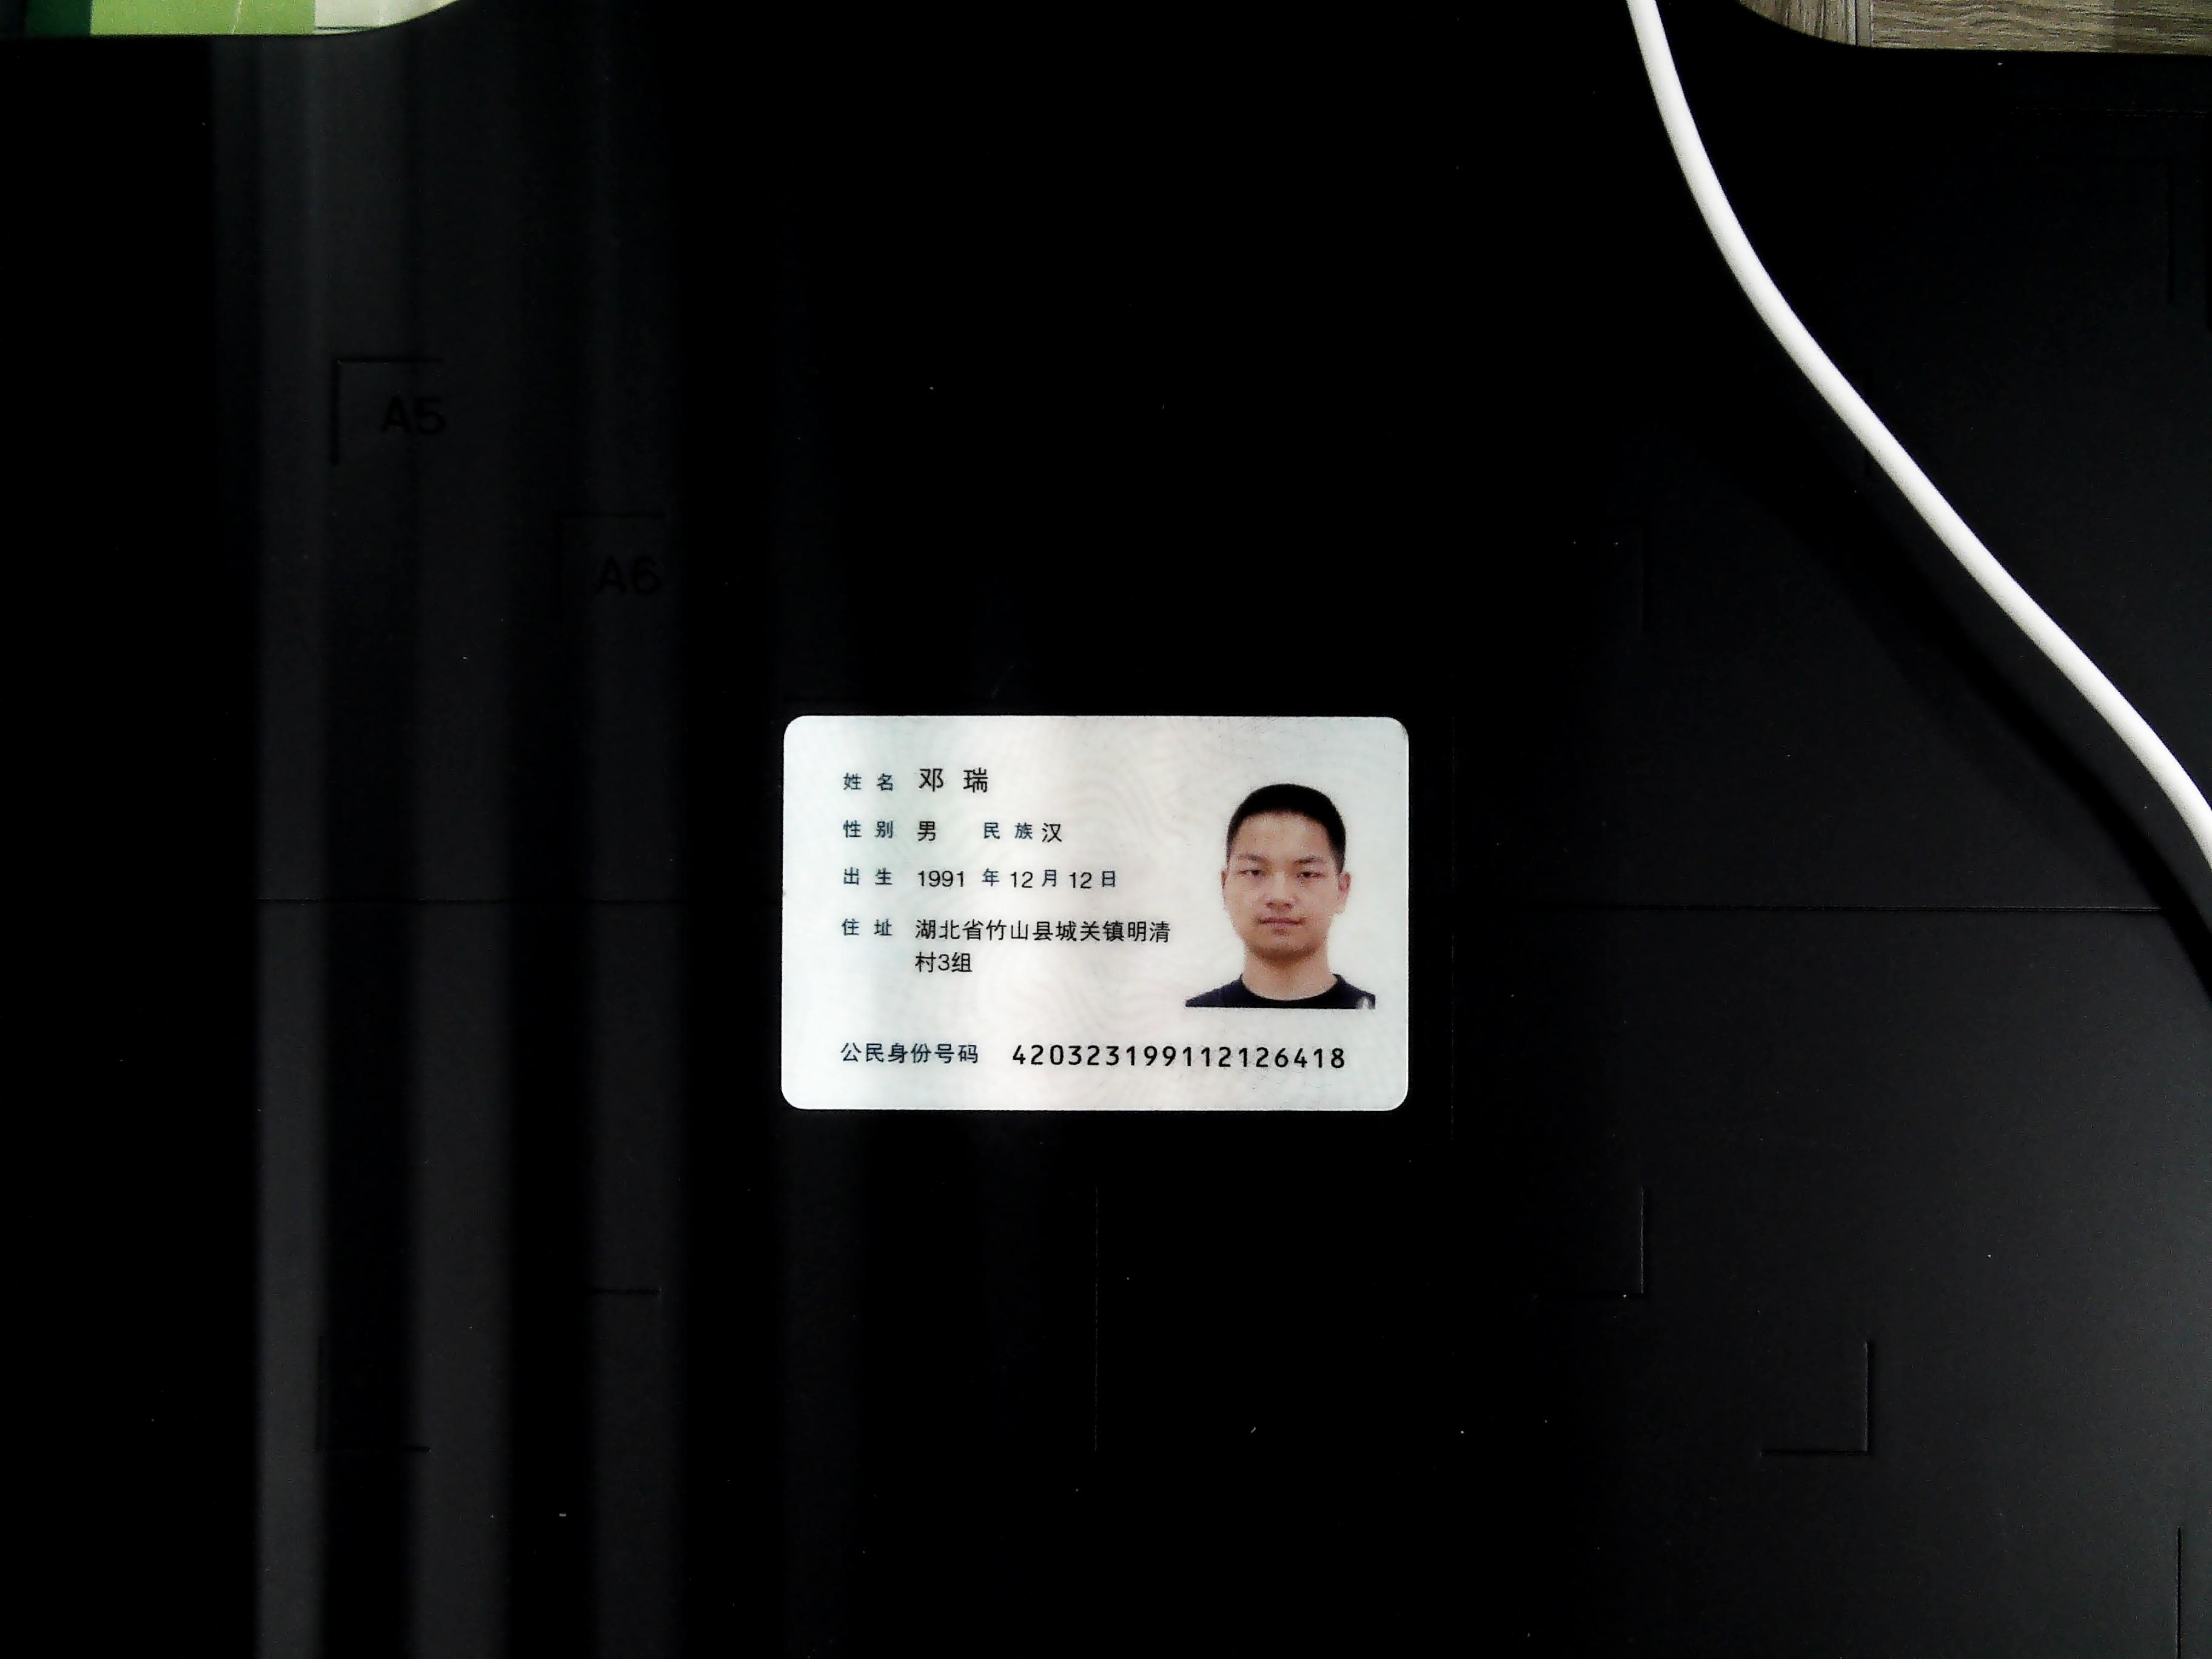 A5
A6
姓名 邓瑞
性别 男 民族 汉
出生 1991 年 12 月 12 日
住址 湖北省竹山县城关镇明清
村3组
公民身份号码 420323199112126418